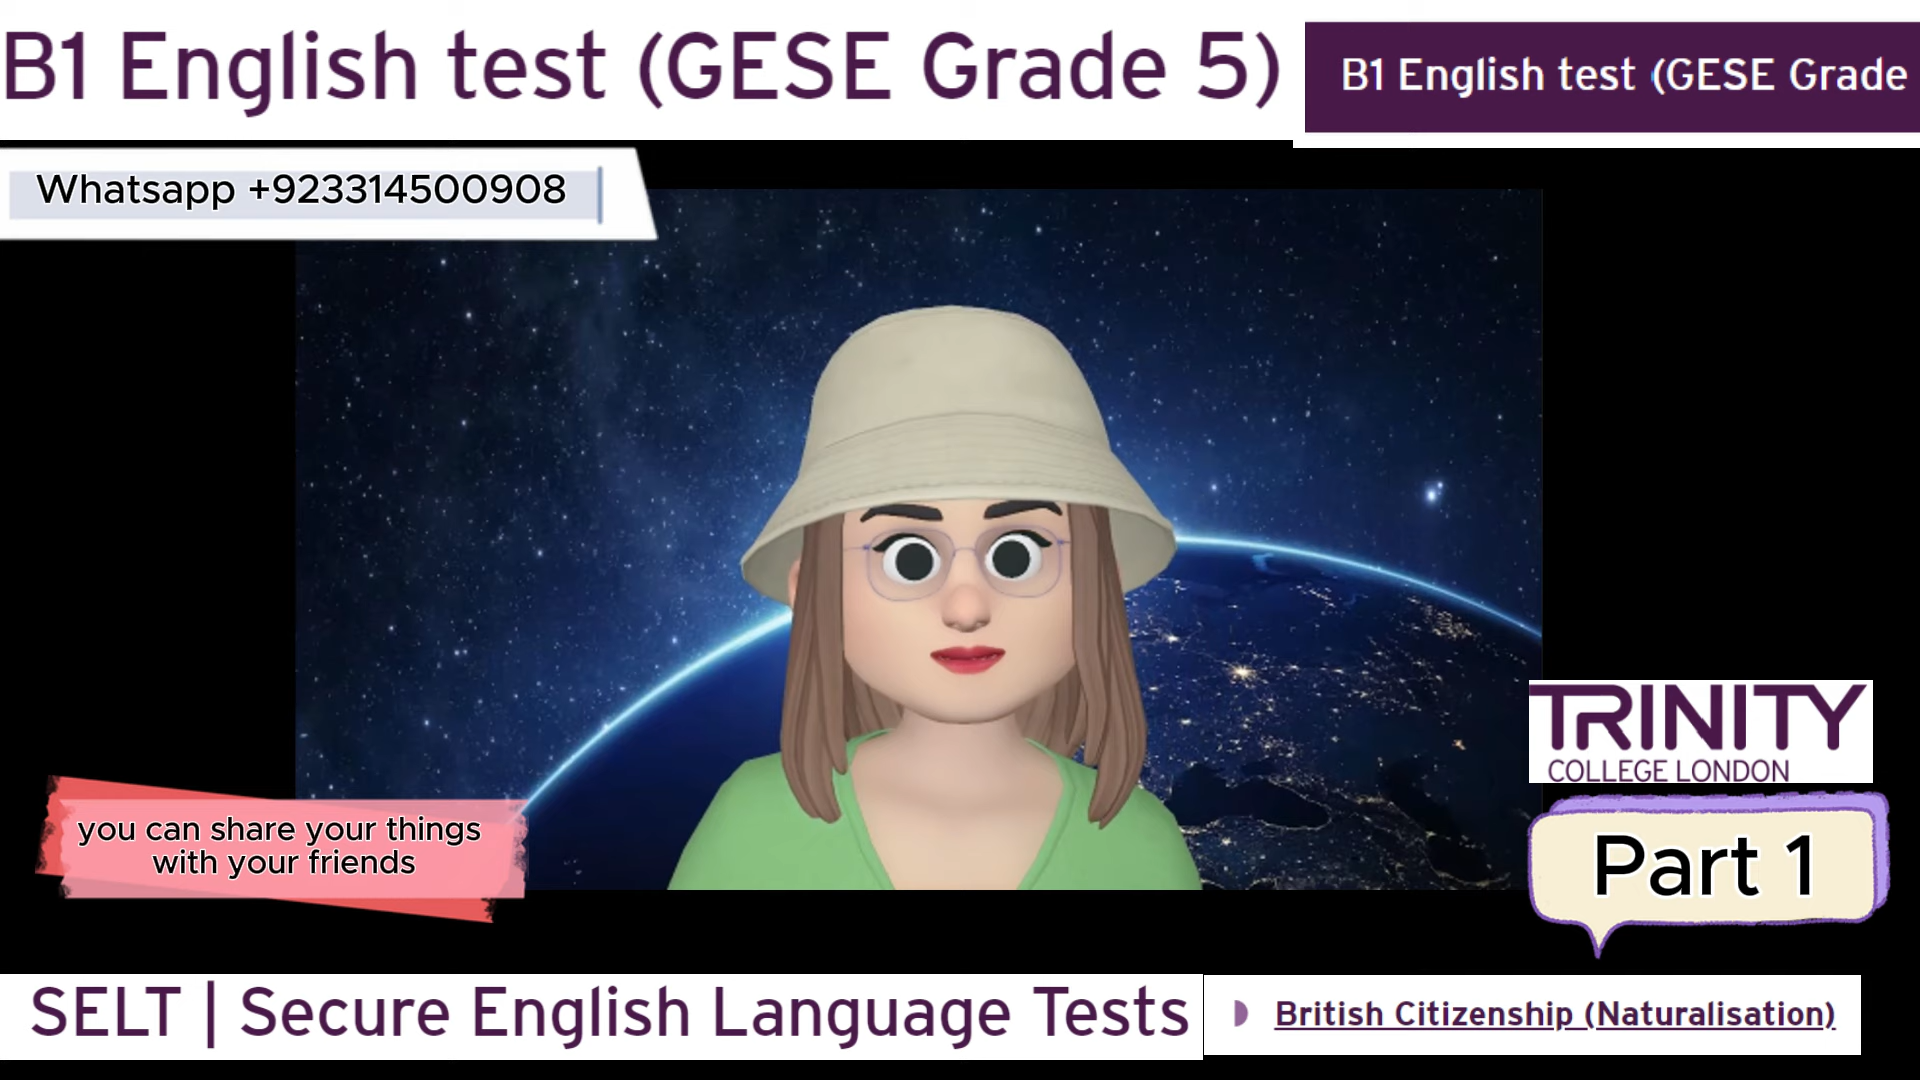 B1 English test (GESE Grade 5)
B1 English test (GESE Grade
Whatsapp +923314500908
TRINITY
COLLEGE LONDON
you can share your things
with your friends
Part 1
SELT | Secure English Language Tests
British Citizenship (Naturalisation)